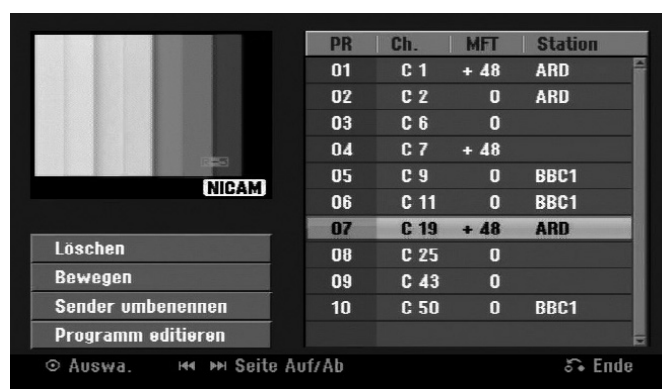 NICAM
Löschen
Bewegen
Sender umbenennen
Programm editieren
PR Ch. MFT Station
01 C 1 + 48 ARD
02 C 2 0 ARD
03 C 6 0
04 C 7 + 48
05 C 9 0 BBC1
06 C 11 0 BBC1
07 C 19 + 48 ARD
08 C 25 0
09 C 43 0
10 C 50 0 BBC1
Auswa. Seite Auf/Ab Ende